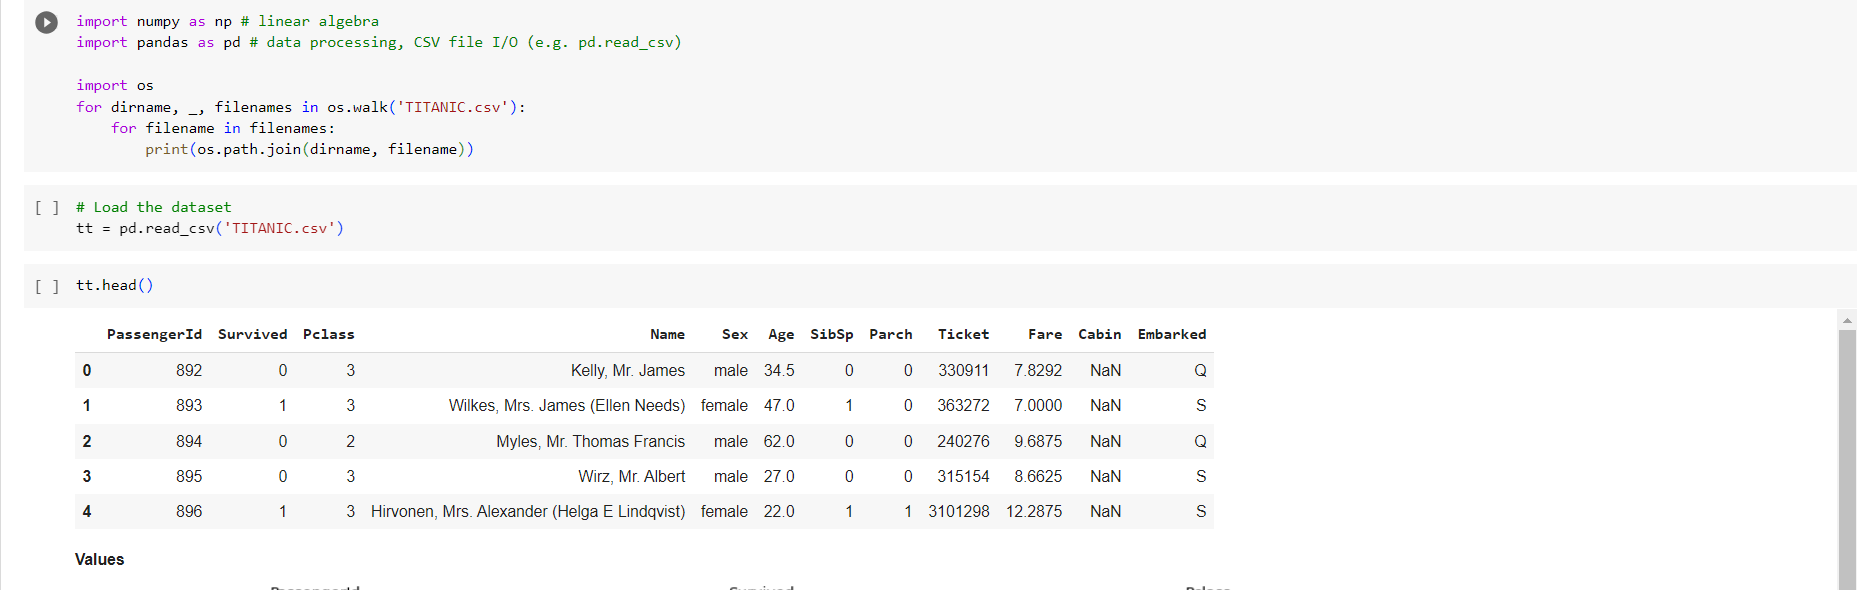 import numpy as np # linear algebra
import pandas as pd # data processing, CSV file I/O (e.g. pd.read_csv)
import os
for dirname, _, filenames in os.walk('TITANIC.csv'):
    for filename in filenames:
        print(os.path.join(dirname, filename))
[ ] # Load the dataset
tt = pd.read_csv('TITANIC.csv')
[ ] tt.head()
PassengerId Survived Pclass Name Sex Age SibSp Parch Ticket Fare Cabin Embarked
0 892 0 3 Kelly, Mr. James male 34.5 0 0 330911 7.8292 NaN Q
1 893 1 3 Wilkes, Mrs. James (Ellen Needs) female 47.0 1 0 363272 7.0000 NaN S
2 894 0 2 Myles, Mr. Thomas Francis male 62.0 0 0 240276 9.6875 NaN Q
3 895 0 3 Wirz, Mr. Albert male 27.0 0 0 315154 8.6625 NaN S
4 896 1 3 Hirvonen, Mrs. Alexander (Helga E Lindqvist) female 22.0 1 1 3101298 12.2875 NaN S
Values